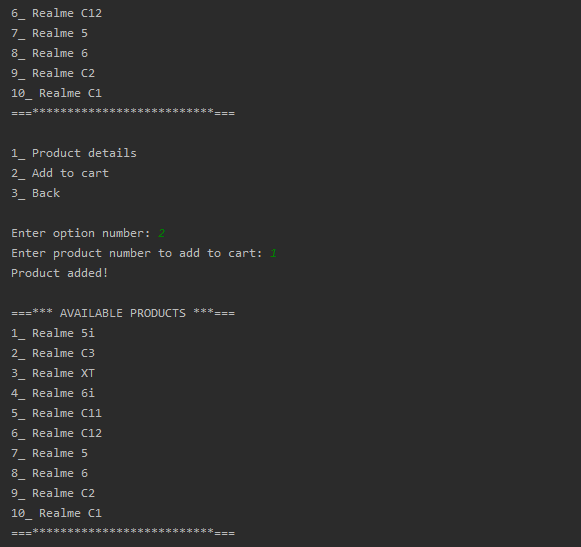 6_ Realme C12
7_ Realme 5
8_ Realme 6
9_ Realme C2
10_ Realme C1
===**************************===
1_ Product details
2_ Add to cart
3_ Back
Enter option number: 2
Enter product number to add to cart: 1
Product added!
===*** AVAILABLE PRODUCTS ***===
1_ Realme 5i
2_ Realme C3
3_ Realme XT
4_ Realme 6i
5_ Realme C11
6_ Realme C12
7_ Realme 5
8_ Realme 6
9_ Realme C2
10_ Realme C1
===**************************===